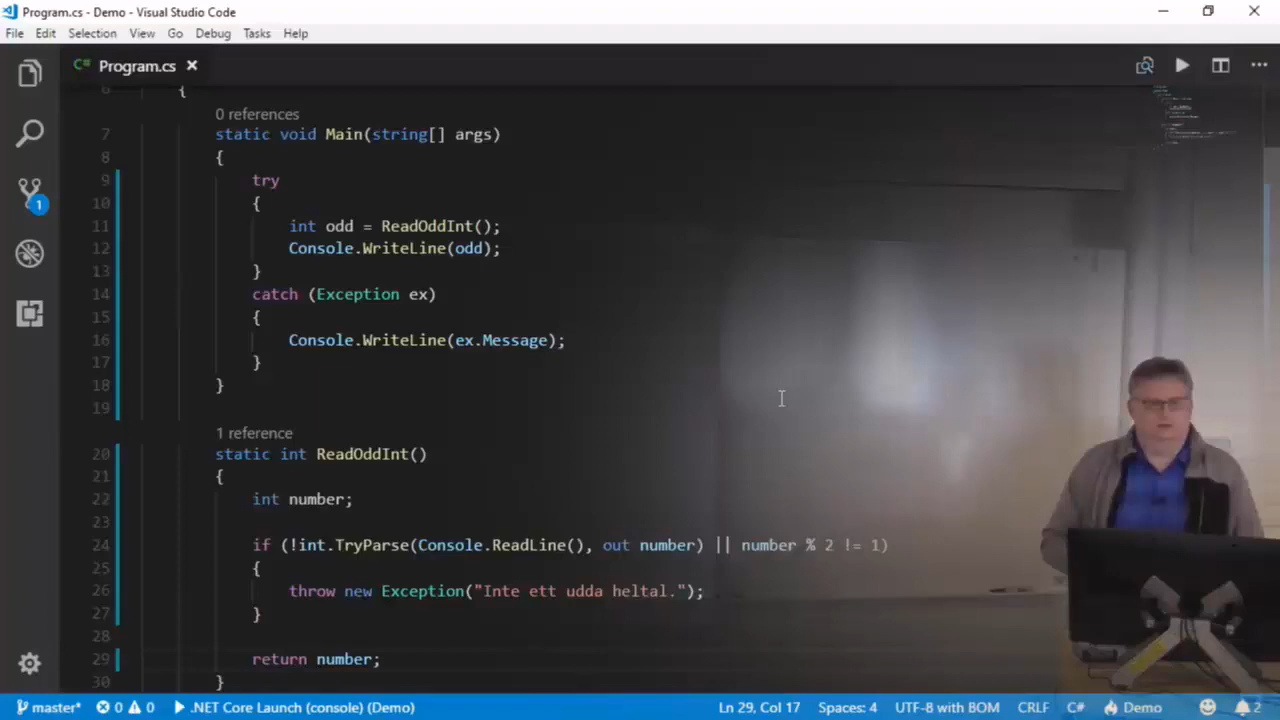 Program.cs - Demo - Visual Studio Code
File Edit Selection View Go Debug Tasks Help
C# Program.cs
6 {
0 references
7 static void Main(string[] args)
8 {
9 try
10 {
11 int odd = ReadOddInt();
12 Console.WriteLine(odd);
13 }
14 catch (Exception ex)
15 {
16 Console.WriteLine(ex.Message);
17 }
18 }
19
1 reference
20 static int ReadOddInt()
21 {
22 int number;
23
24 if (!int.TryParse(Console.ReadLine(), out number) || number % 2 != 1)
25 {
26 throw new Exception("Inte ett udda heltal.");
27 }
28
29 return number;
30 }
1
master* 0 0 .NET Core Launch (console) (Demo) Ln 29, Col 17 Spaces: 4 UTF-8 with BOM CRLF C# Demo 2